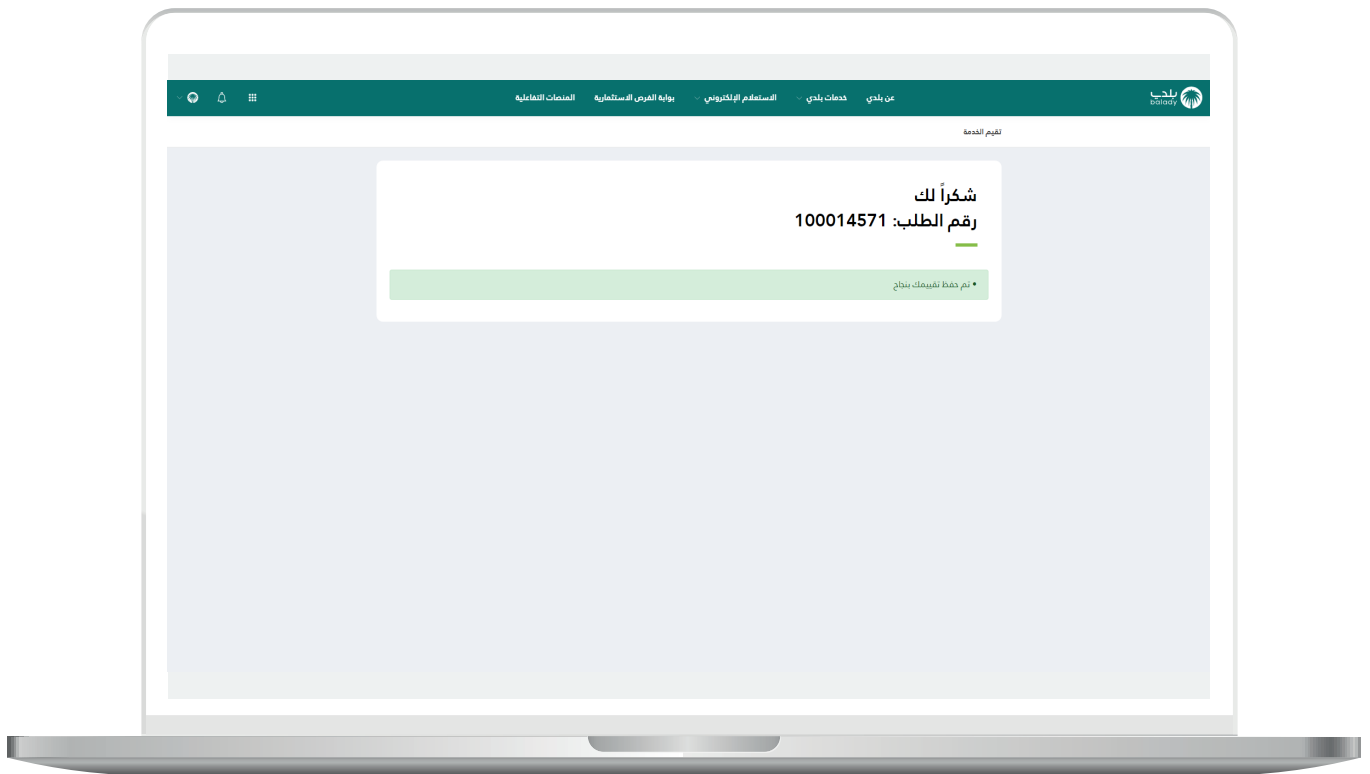 بلدي
balady
عن بلدي خدمات بلدي الاستعلام الإلكتروني بوابة الفرص الاستثمارية المنصات التفاعلية
تقيم الخدمة
شكراً لك
رقم الطلب: 100014571
• تم حفظ تقييمك بنجاح